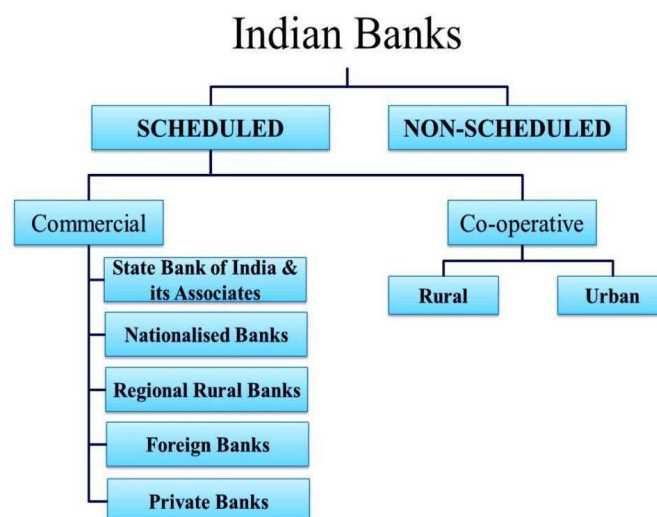 Indian Banks
SCHEDULED
NON-SCHEDULED
Commercial
Co-operative
State Bank of India &
its Associates
Nationalised Banks
Regional Rural Banks
Foreign Banks
Private Banks
Rural
Urban